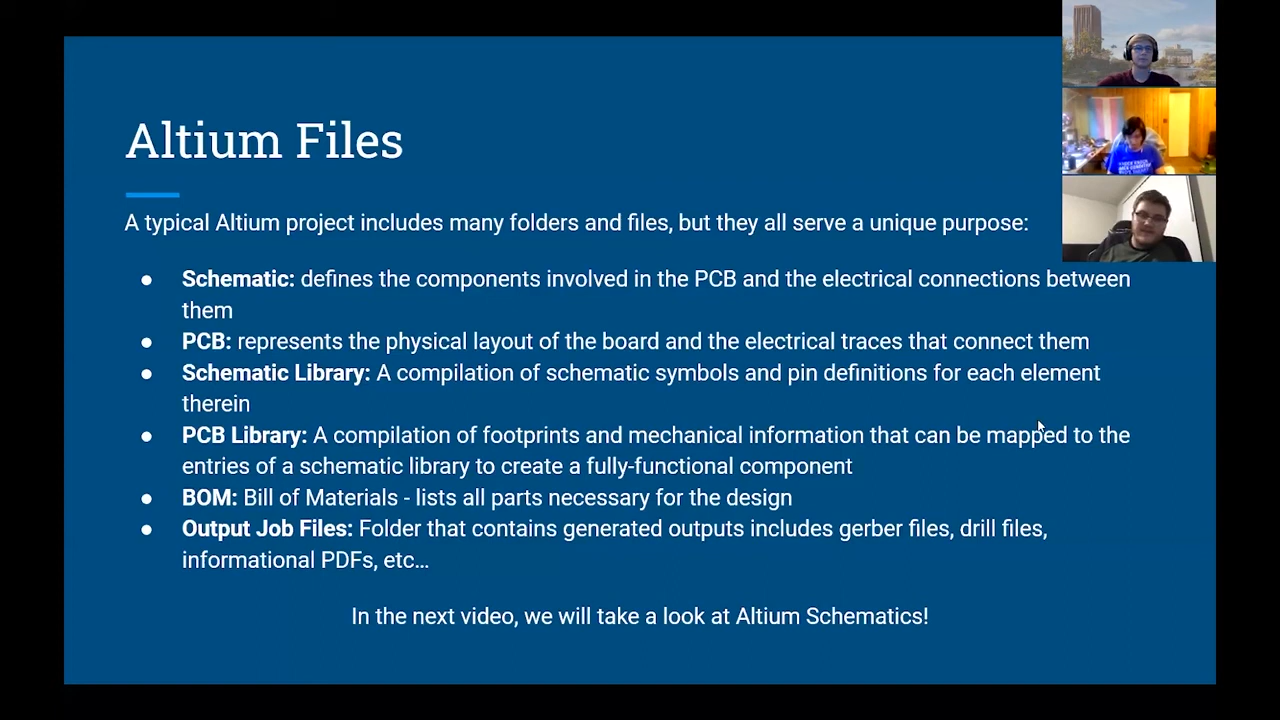 Altium Files
A typical Altium project includes many folders and files, but they all serve a unique purpose:
● Schematic: defines the components involved in the PCB and the electrical connections between
them
● PCB: represents the physical layout of the board and the electrical traces that connect them
● Schematic Library: A compilation of schematic symbols and pin definitions for each element
therein
● PCB Library: A compilation of footprints and mechanical information that can be mapped to the
entries of a schematic library to create a fully-functional component
● BOM: Bill of Materials - lists all parts necessary for the design
● Output Job Files: Folder that contains generated outputs includes gerber files, drill files,
informational PDFs, etc…
In the next video, we will take a look at Altium Schematics!